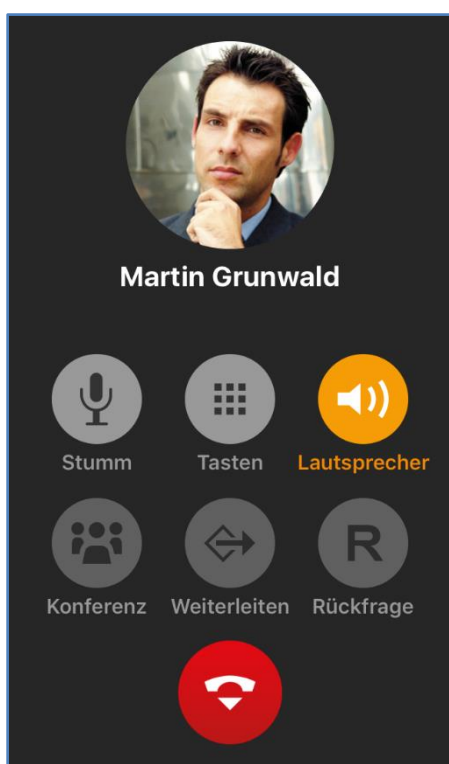 Martin Grunwald
Stumm Tasten Lautsprecher
R
Konferenz Weiterleiten Rückfrage